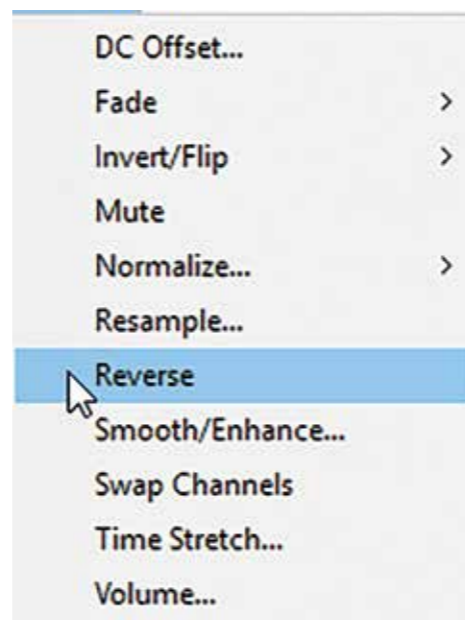 DC Offset...
Fade >
Invert/Flip >
Mute
Normalize... >
Resample...
Reverse
Smooth/Enhance...
Swap Channels
Time Stretch...
Volume...